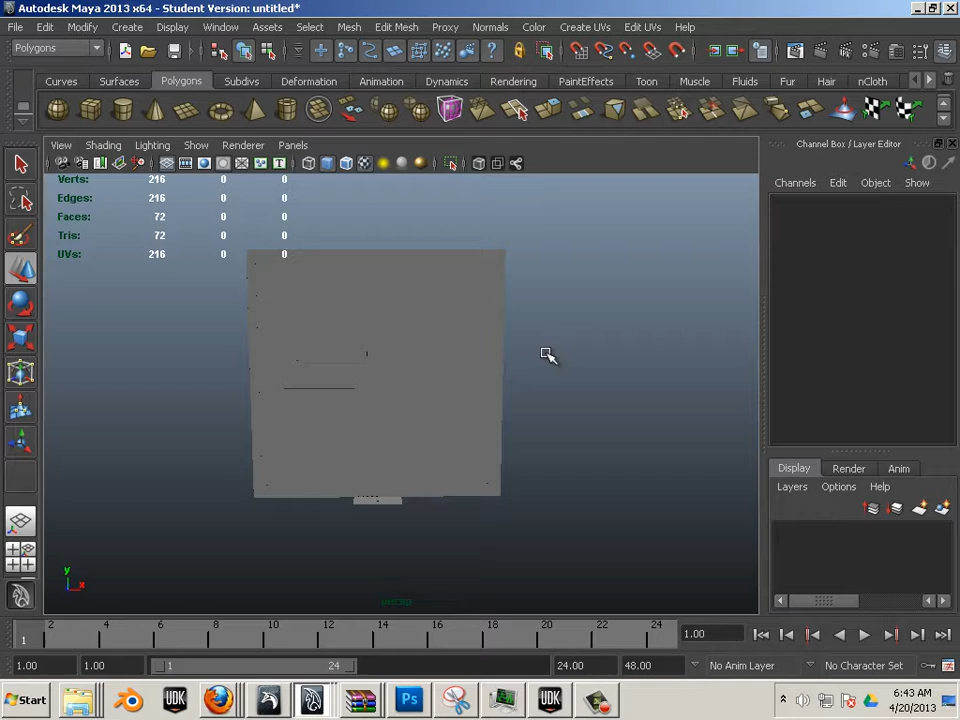 Autodesk Maya 2013 x64 - Student Version: untitled*
File Edit Modify Create Display Window Assets Select Mesh Edit Mesh Proxy Normals Color Create UVs Edit UVs Help
Polygons
Curves Surfaces Polygons Subdivs Deformation Animation Dynamics Rendering PaintEffects Toon Muscle Fluids Fur Hair nCloth
View Shading Lighting Show Renderer Panels
Channel Box / Layer Editor
Channels Edit Object Show
Verts: 216 0 0
Edges: 216 0 0
Faces: 72 0 0
Tris: 72 0 0
UVs: 216 0 0
y
x
persp
Display Render Anim
Layers Options Help
1 2 4 6 8 10 12 14 16 18 20 22 24 1.00
1.00 1.00 1 24 24.00 48.00 No Anim Layer No Character Set
Start UDK Ps UDK 6:43 AM
4/20/2013